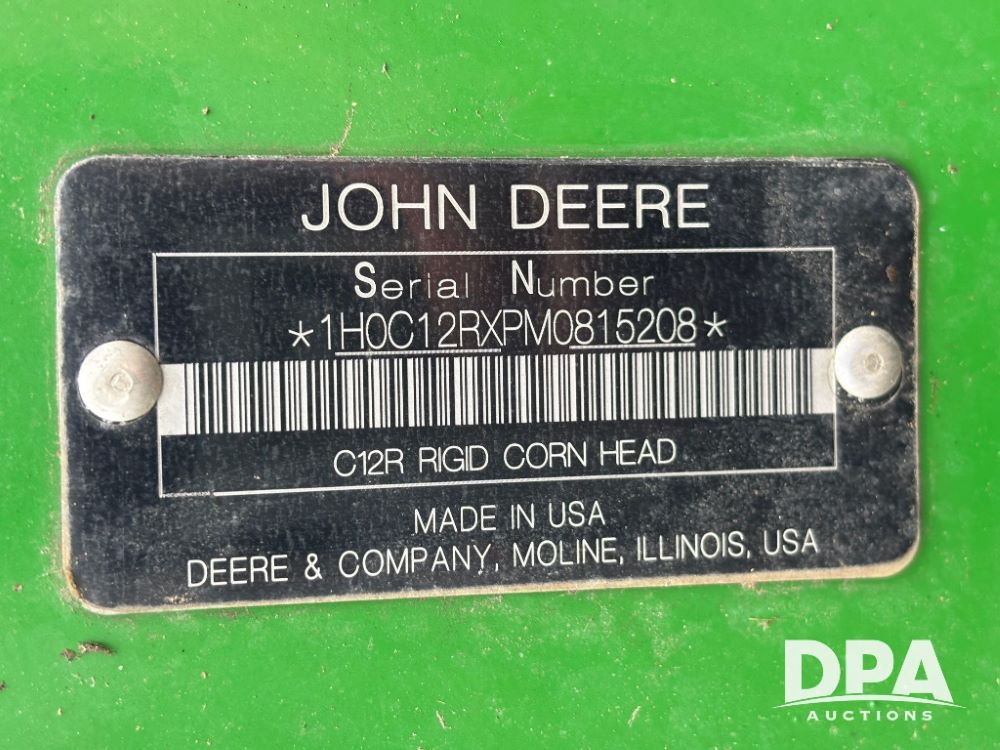 JOHN DEERE
Serial Number
*1H0C12RXPM0815208*
C12R RIGID CORN HEAD
MADE IN USA
DEERE & COMPANY, MOLINE, ILLINOIS, USA
DPA
AUCTIONS